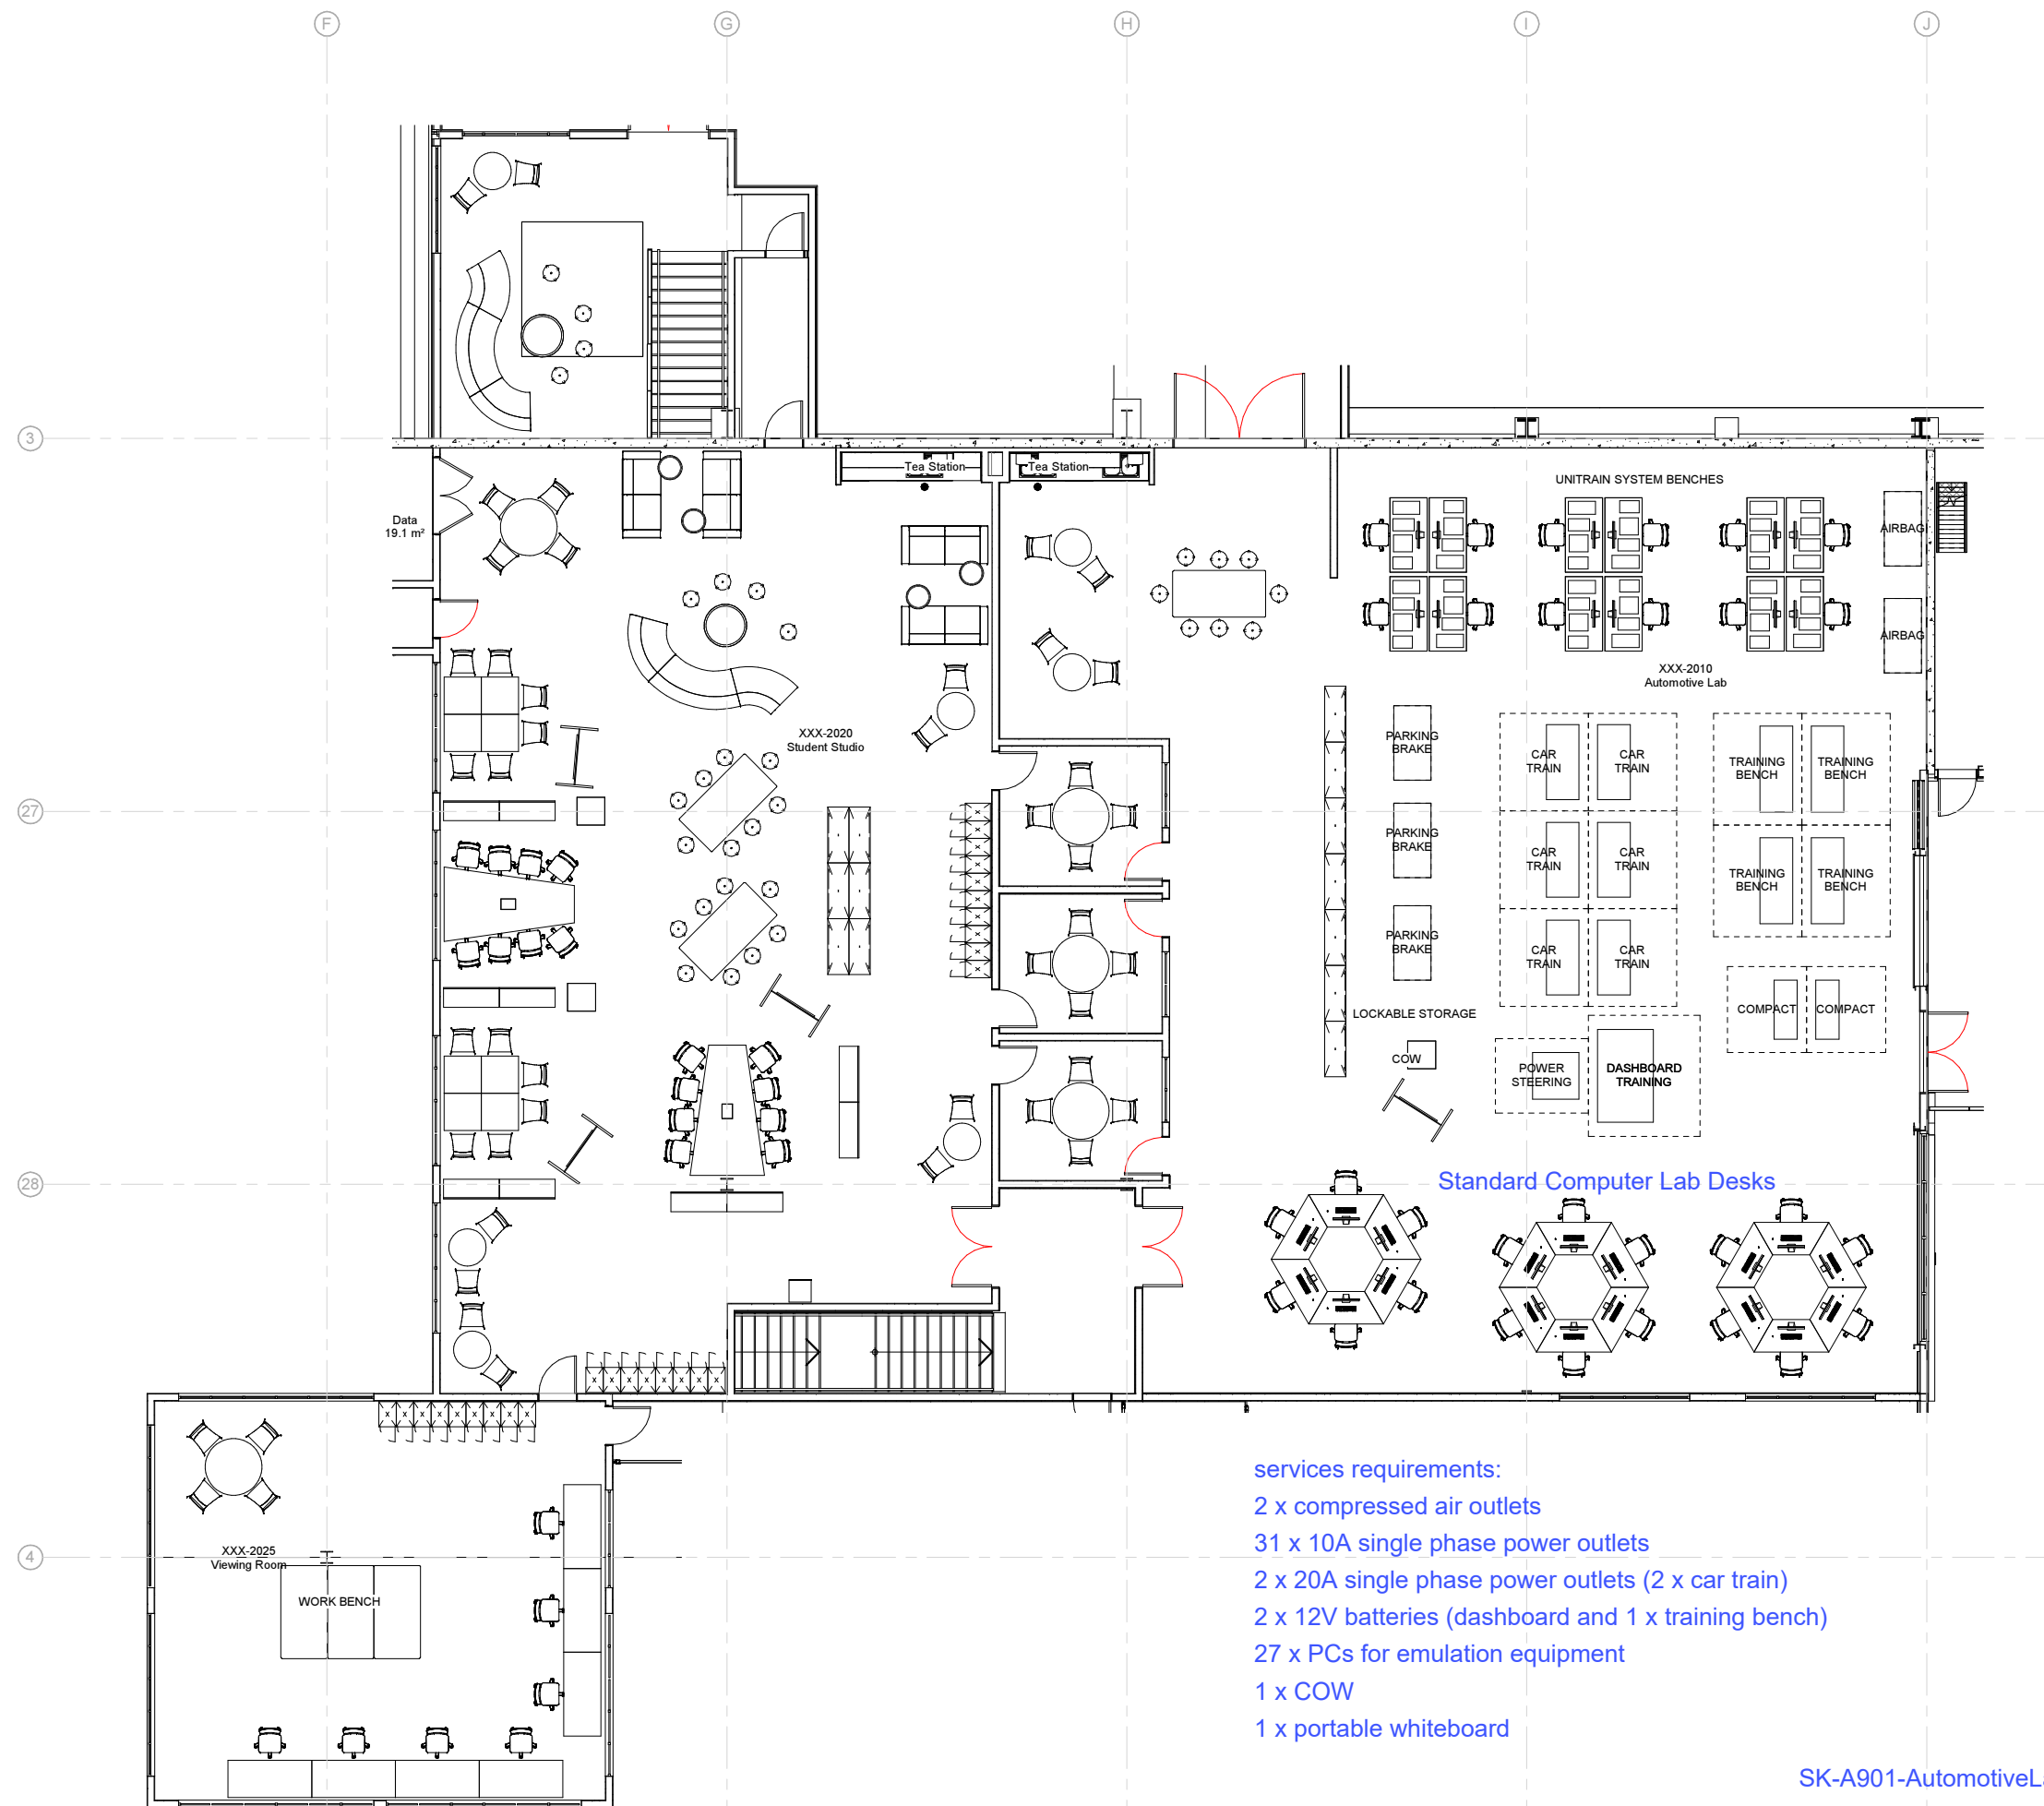 F
G
H
I
J
3
Tea Station
Tea Station
UNITRAIN SYSTEM BENCHES
Data
19.1 m²
AIRBAG
AIRBAG
XXX-2010
Automotive Lab
XXX-2020
Student Studio
PARKING
BRAKE
CAR
TRAIN
CAR
TRAIN
TRAINING
BENCH
TRAINING
BENCH
27
PARKING
BRAKE
CAR
TRAIN
CAR
TRAIN
TRAINING
BENCH
TRAINING
BENCH
PARKING
BRAKE
CAR
TRAIN
CAR
TRAIN
LOCKABLE STORAGE
COMPACT
COMPACT
COW
POWER
STEERING
DASHBOARD
TRAINING
28
Standard Computer Lab Desks
services requirements:
2 x compressed air outlets
31 x 10A single phase power outlets
2 x 20A single phase power outlets (2 x car train)
2 x 12V batteries (dashboard and 1 x training bench)
27 x PCs for emulation equipment
1 x COW
1 x portable whiteboard
4
XXX-2025
Viewing Room
WORK BENCH
SK-A901-AutomotiveL